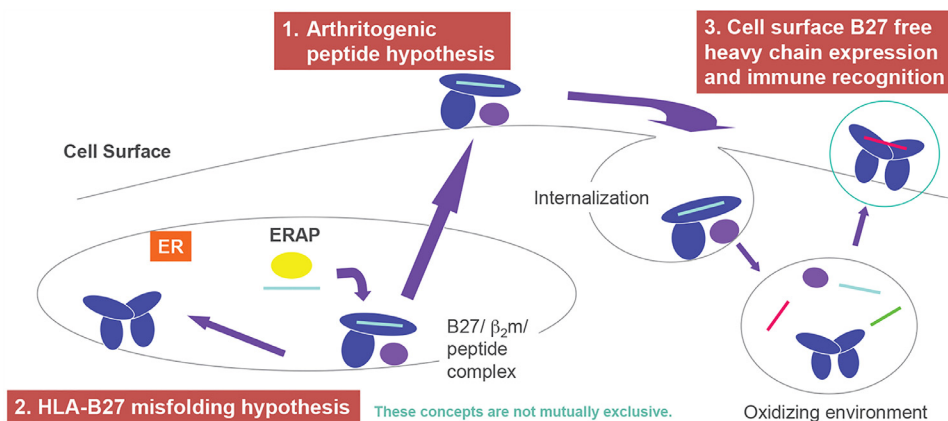 1. Arthritogenic
peptide hypothesis
3. Cell surface B27 free
heavy chain expression
and immune recognition
Cell Surface
Internalization
ER
ERAP
B27/ β₂m/
peptide
complex
2. HLA-B27 misfolding hypothesis
These concepts are not mutually exclusive.
Oxidizing environment